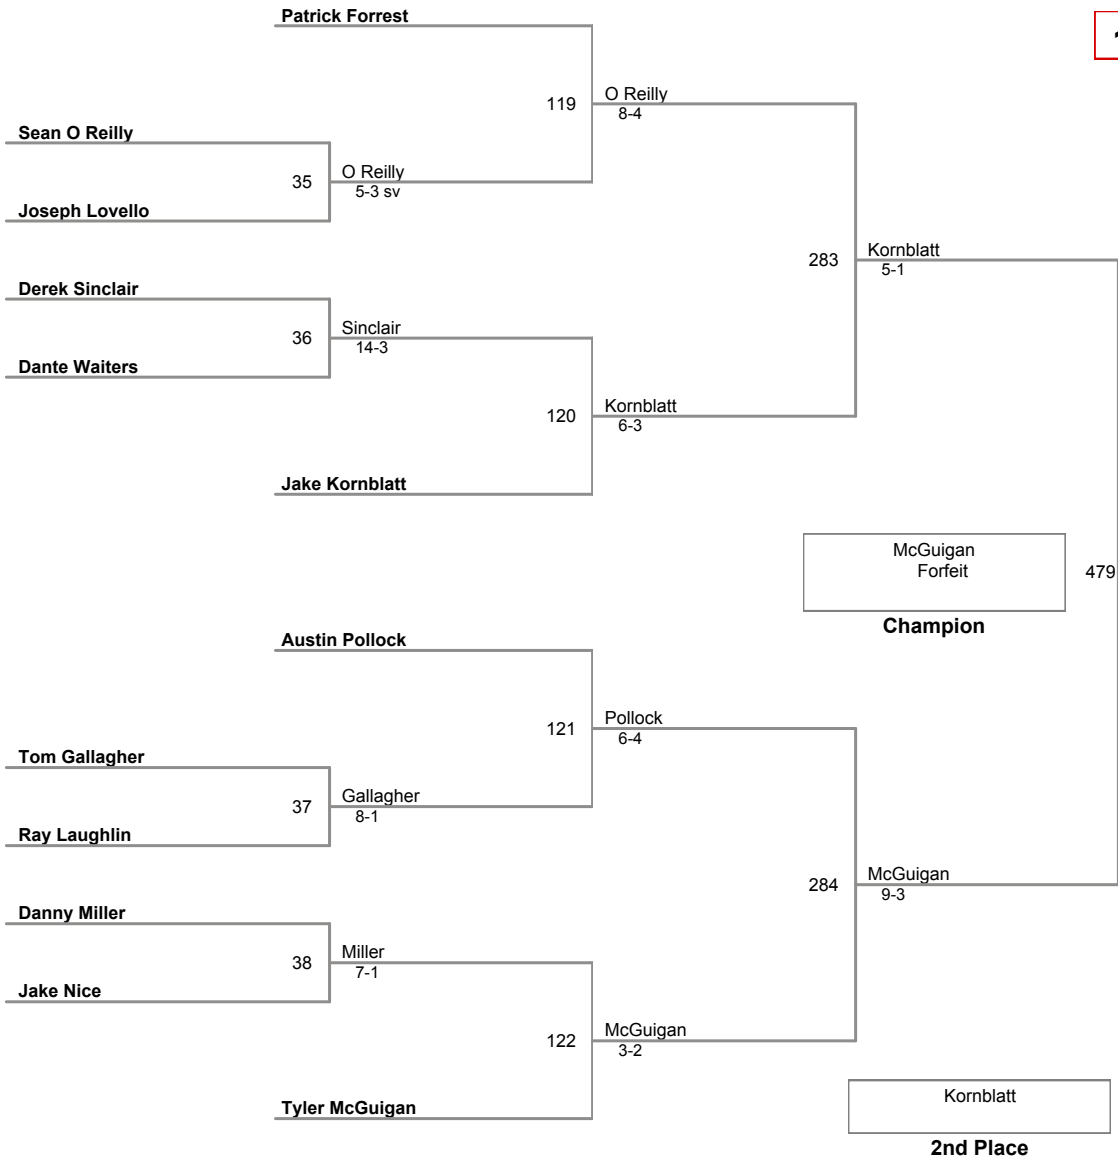 Patrick Forrest
119
O Reilly
8-4
Sean O Reilly
35
O Reilly
5-3 sv
Joseph Lovello
283
Kornblatt
5-1
Derek Sinclair
36
Sinclair
14-3
Dante Waiters
120
Kornblatt
6-3
Jake Kornblatt
McGuigan
Forfeit
479
Champion
Austin Pollock
121
Pollock
6-4
Tom Gallagher
37
Gallagher
8-1
Ray Laughlin
284
McGuigan
9-3
Danny Miller
38
Miller
7-1
Jake Nice
122
McGuigan
3-2
Tyler McGuigan
Kornblatt
2nd Place